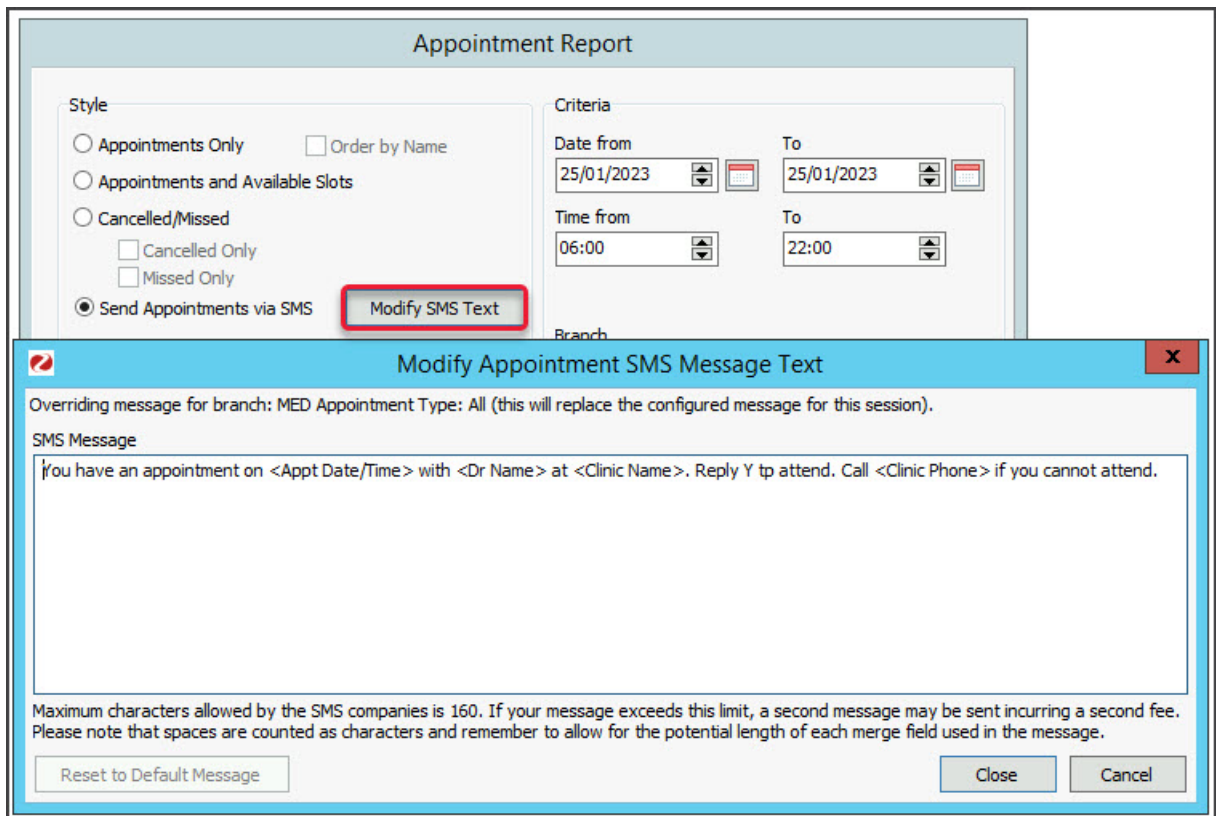 Appointment Report
Style
Appointments Only
Order by Name
Appointments and Available Slots
Cancelled/Missed
Cancelled Only
Missed Only
Send Appointments via SMS
Modify SMS Text
Criteria
Date from
To
25/01/2023
25/01/2023
Time from
To
06:00
22:00
Branch
Modify Appointment SMS Message Text
x
Overriding message for branch: MED Appointment Type: All (this will replace the configured message for this session).
SMS Message
You have an appointment on <Appt Date/Time> with <Dr Name> at <Clinic Name>. Reply Y tp attend. Call <Clinic Phone> if you cannot attend.
Maximum characters allowed by the SMS companies is 160. If your message exceeds this limit, a second message may be sent incurring a second fee.
Please note that spaces are counted as characters and remember to allow for the potential length of each merge field used in the message.
Reset to Default Message
Close
Cancel